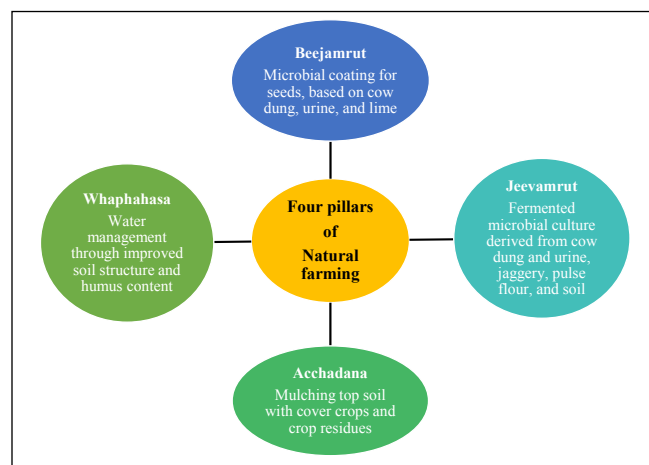 Beejamrut
Microbial coating for
seeds, based on cow
dung, urine, and lime
Whaphahasa
Water
management
through improved
soil structure and
humus content
Four pillars
of
Natural
farming
Jeevamrut
Fermented
microbial culture
derived from cow
dung and urine,
jaggery, pulse
flour, and soil
Acchadana
Mulching top soil
with cover crops and
crop residues